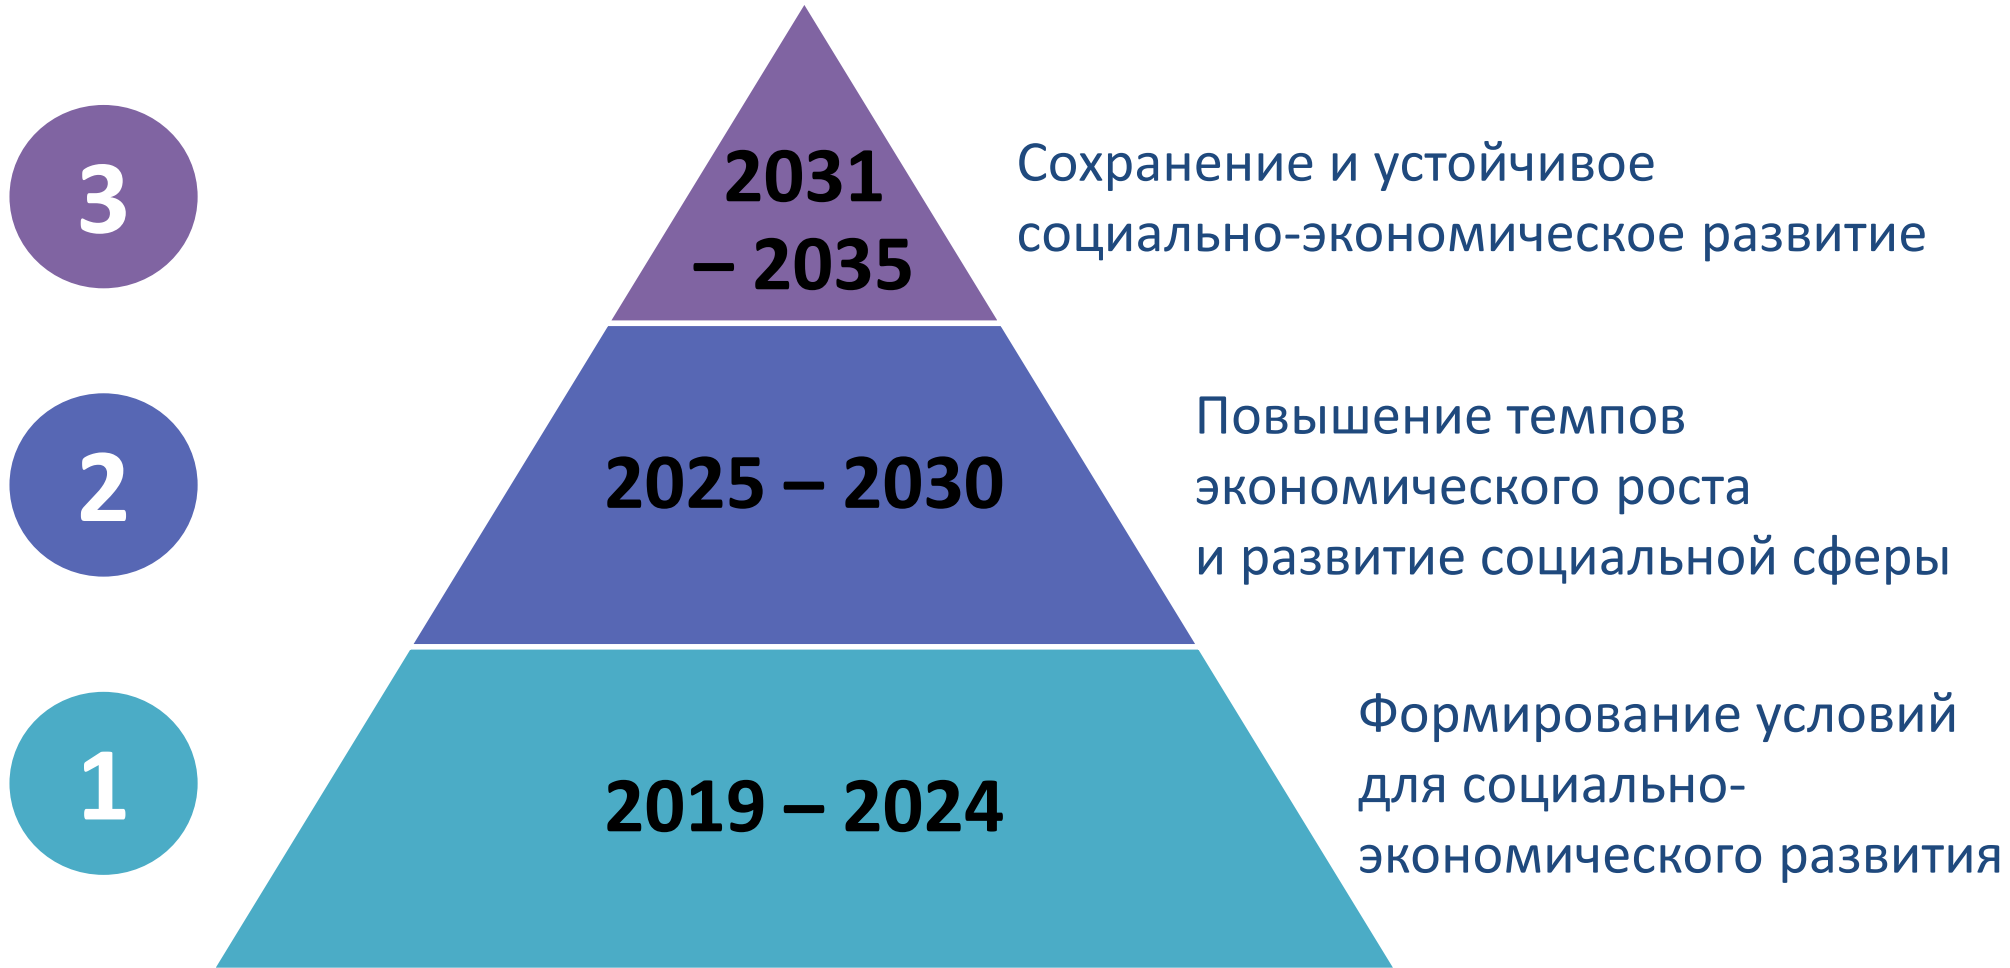 3
2031
– 2035
Сохранение и устойчивое
социально-экономическое развитие
2
2025 – 2030
Повышение темпов
экономического роста
и развитие социальной сферы
1
2019 – 2024
Формирование условий
для социально-
экономического развития